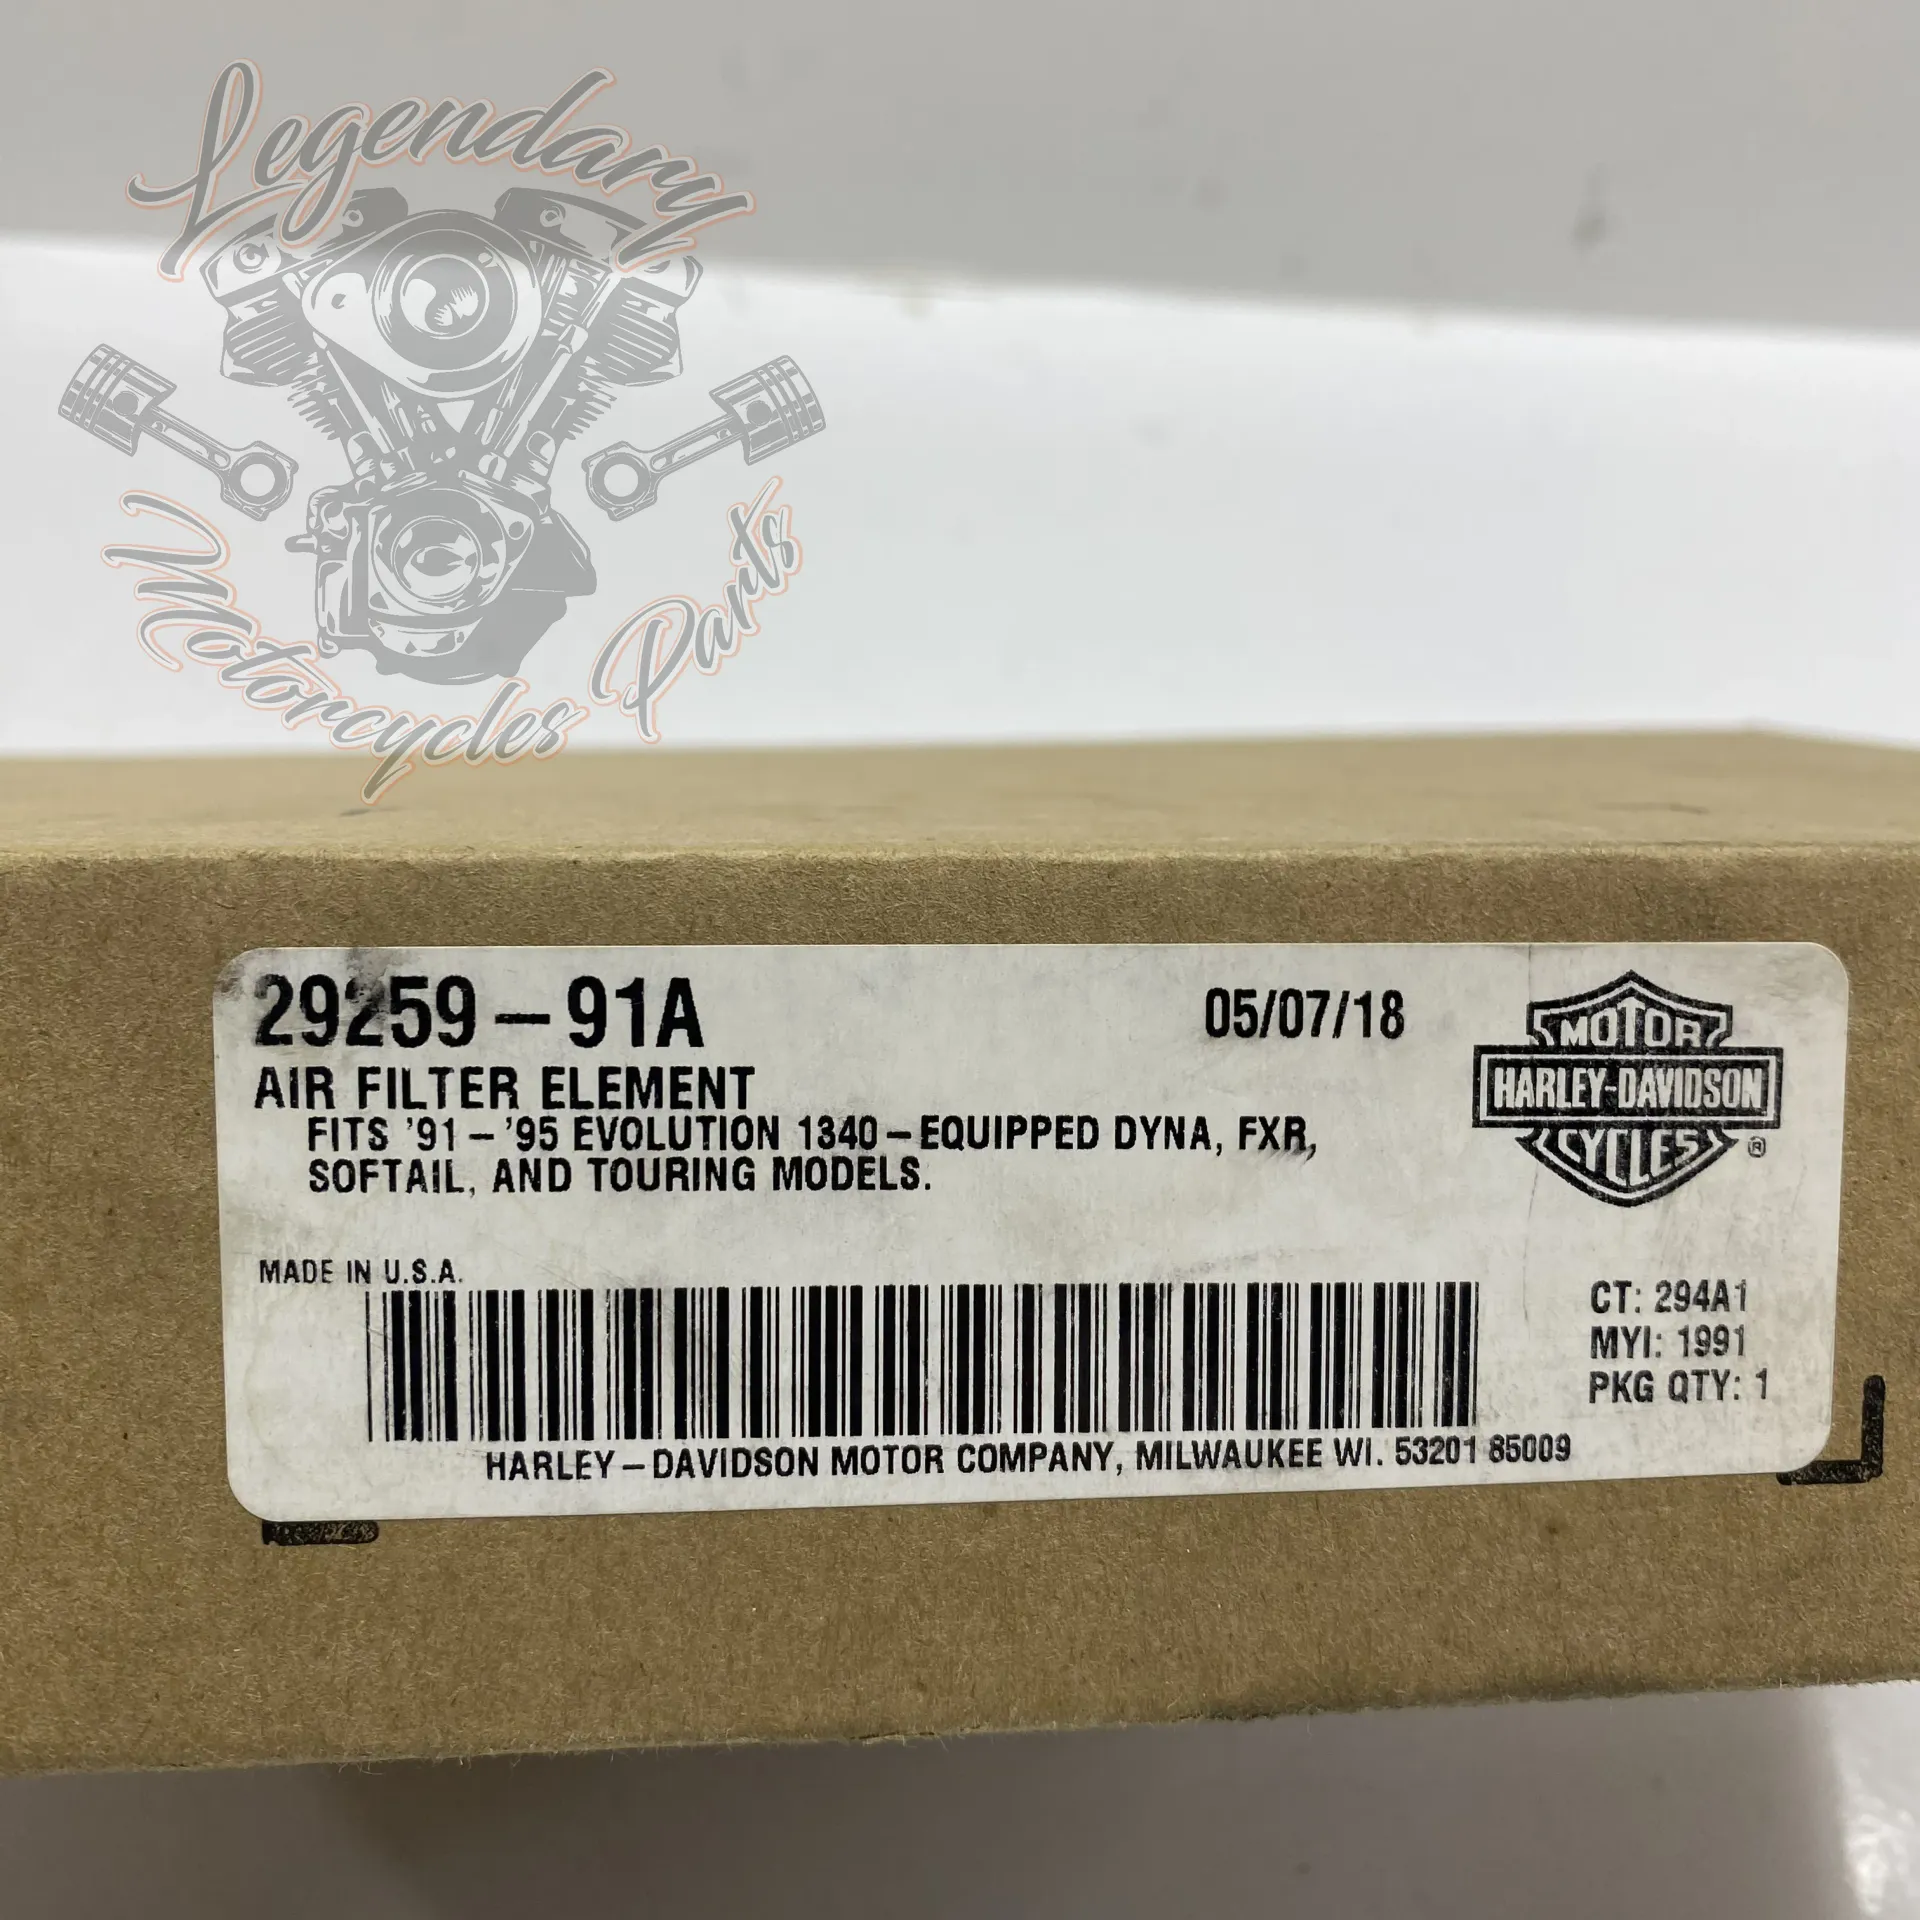 Legendary
Motorcycles Parts
29259-91A
05/07/18
AIR FILTER ELEMENT
FITS '91-'95 EVOLUTION 1340-EQUIPPED DYNA, FXR,
SOFTAIL, AND TOURING MODELS.
MOTOR
HARLEY-DAVIDSON
CYCLES
®
MADE IN U.S.A.
CT: 294A1
MYI: 1991
PKG QTY: 1
HARLEY-DAVIDSON MOTOR COMPANY, MILWAUKEE WI. 53201 85009